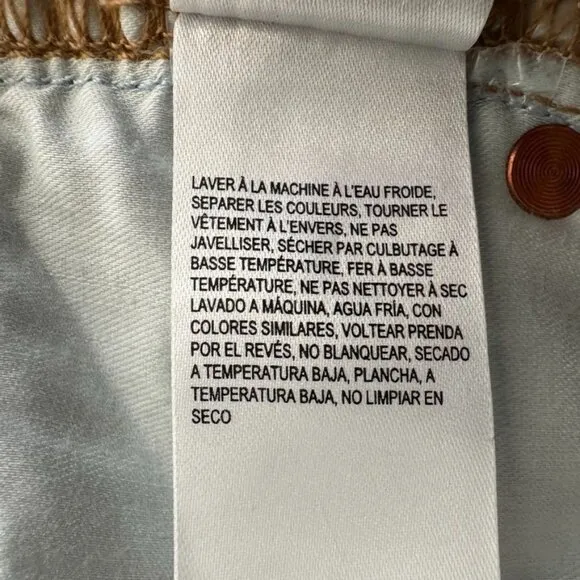 LAVER À LA MACHINE À L'EAU FROIDE,
SEPARER LES COULEURS, TOURNER LE
VÊTEMENT À L'ENVERS, NE PAS
JAVELLISER, SÉCHER PAR CULBUTAGE À
BASSE TEMPÉRATURE, FER À BASSE
TEMPÉRATURE, NE PAS NETTOYER À SEC
LAVADO A MÁQUINA, AGUA FRÍA, CON
COLORES SIMILARES, VOLTEAR PRENDA
POR EL REVÉS, NO BLANQUEAR, SECADO
A TEMPERATURA BAJA, PLANCHA, A
TEMPERATURA BAJA, NO LIMPIAR EN
SECO